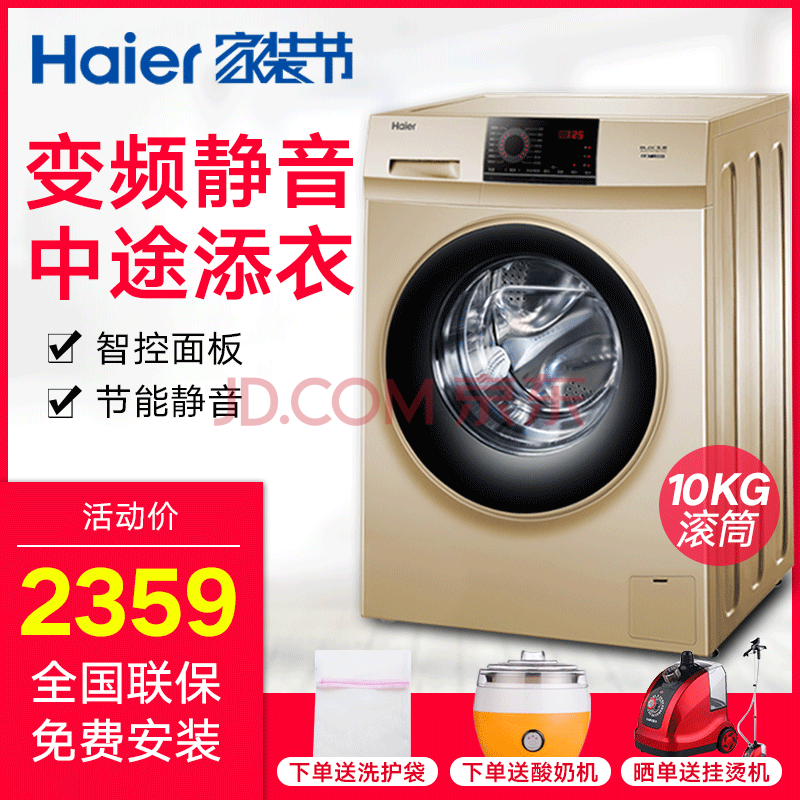 Haier 家装节
变频静音
中途添衣
智控面板
节能静音
JD.COM 京东
Haier
1:25
10KG
滚筒
活动价
2359
全国联保
免费安装
下单送洗护袋
下单送酸奶机
晒单送挂烫机